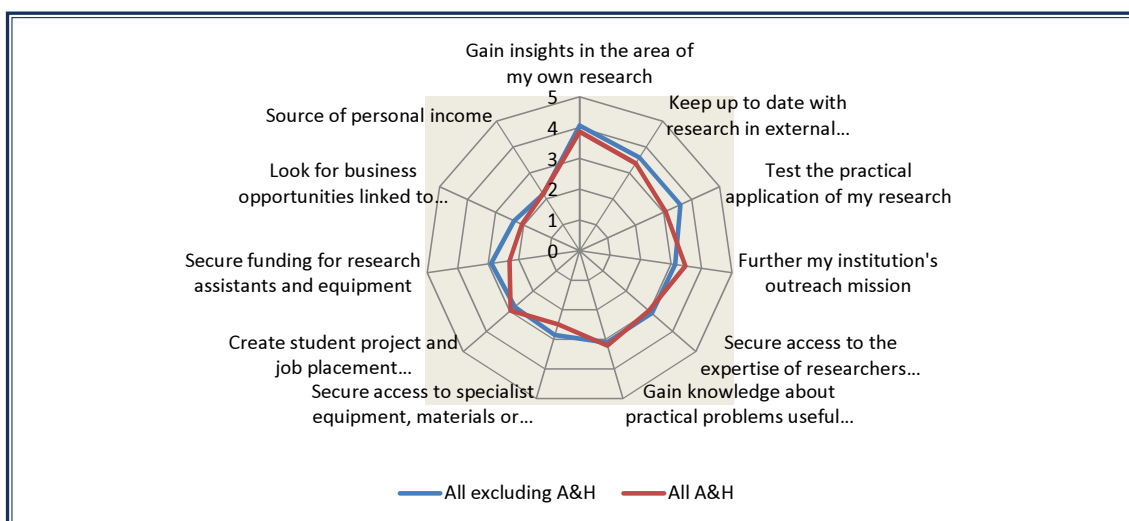 Gain insights in the area of
my own research
Keep up to date with
research in external...
Test the practical
application of my research
Further my institution's
outreach mission
Secure access to the
expertise of researchers...
Gain knowledge about
practical problems useful...
Secure access to specialist
equipment, materials or...
Create student project and
job placement...
Secure funding for research
assistants and equipment
Look for business
opportunities linked to...
Source of personal income
5
4
3
2
1
0
All excluding A&H
All A&H